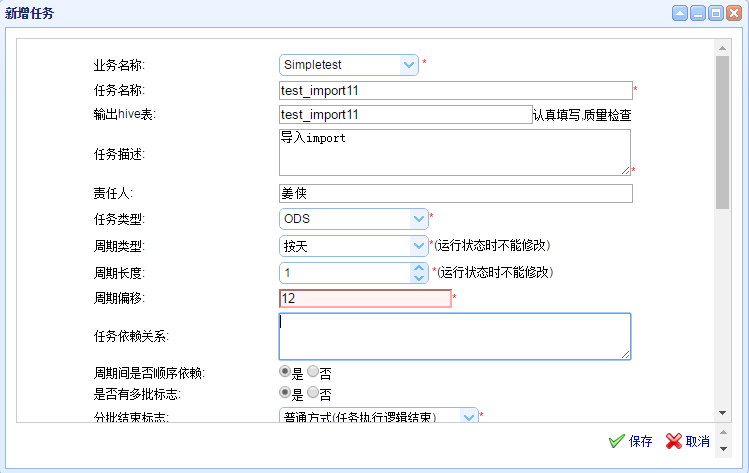 新增任务
业务名称: Simpletest *
任务名称: test_import11 *
输出hive表: test_import11 认真填写,质量检查
任务描述: 导入import *
责任人: 姜侠
任务类型: ODS *
周期类型: 按天 *(运行状态时不能修改)
周期长度: 1 *(运行状态时不能修改)
周期偏移: 12 *
任务依赖关系:
周期间是否顺序依赖: 是 否
是否有多批标志: 是 否
分批结束标志: 普通方式(任务执行逻辑结束) *
保存 取消